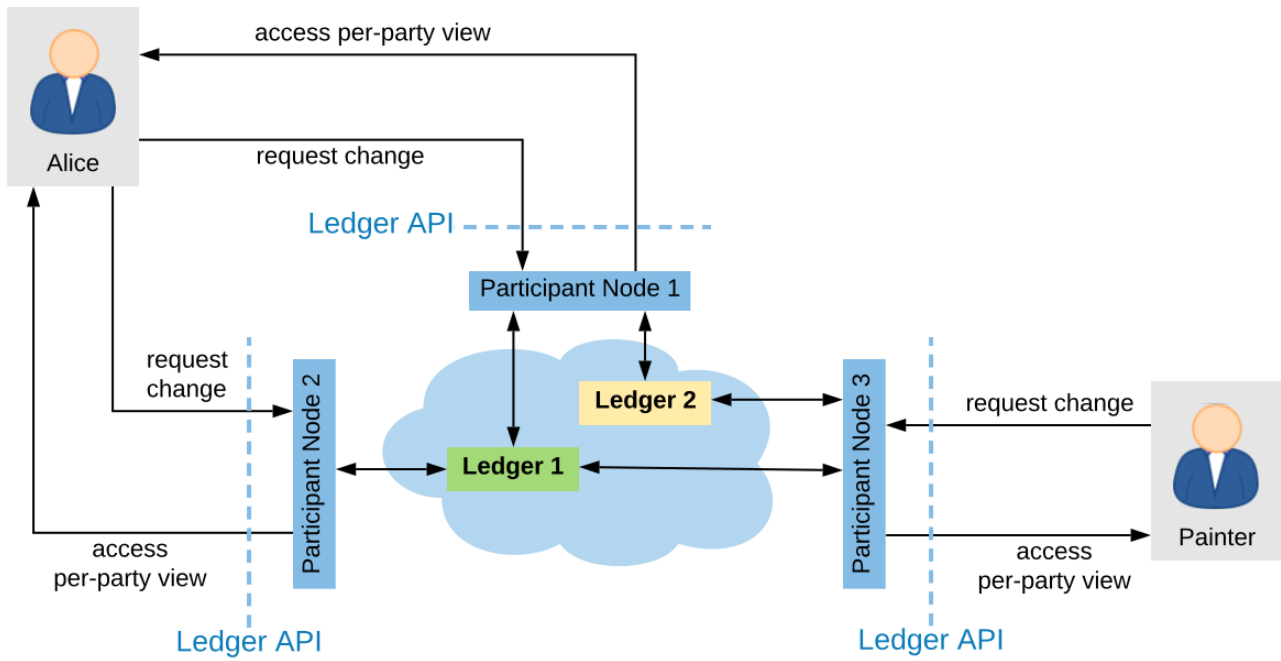 access per-party view
Alice
request change
Ledger API
Participant Node 1
request
change
Participant Node 2
Ledger 2
Ledger 1
Participant Node 3
request change
Painter
access
per-party view
access
per-party view
Ledger API
Ledger API